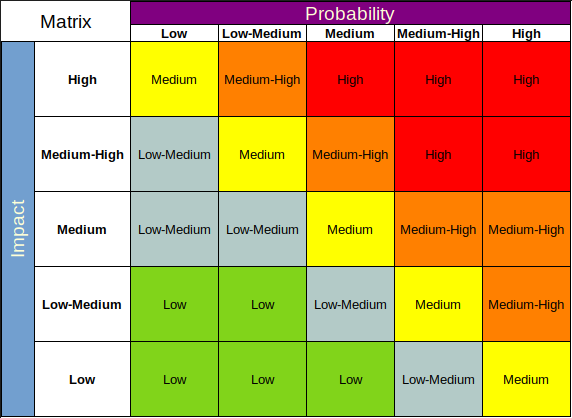 Matrix
Probability
Low Low-Medium Medium Medium-High High
Impact
High Medium Medium-High High High High
Medium-High Low-Medium Medium Medium-High High High
Medium Low-Medium Low-Medium Medium Medium-High Medium-High
Low-Medium Low Low Low-Medium Medium Medium-High
Low Low Low Low Low-Medium Medium